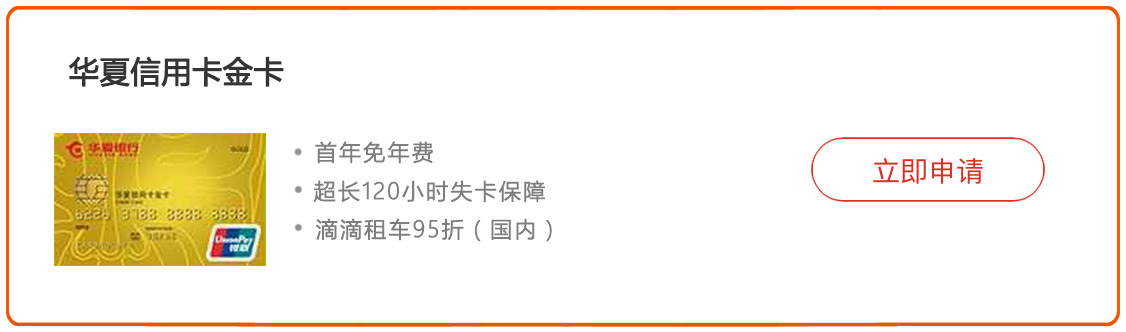 华夏信用卡金卡
华夏银行
GOLD
华夏信用卡金卡
6226 3788 8888 8888
UnionPay
银联
首年免年费
超长120小时失卡保障
滴滴租车95折（国内）
立即申请